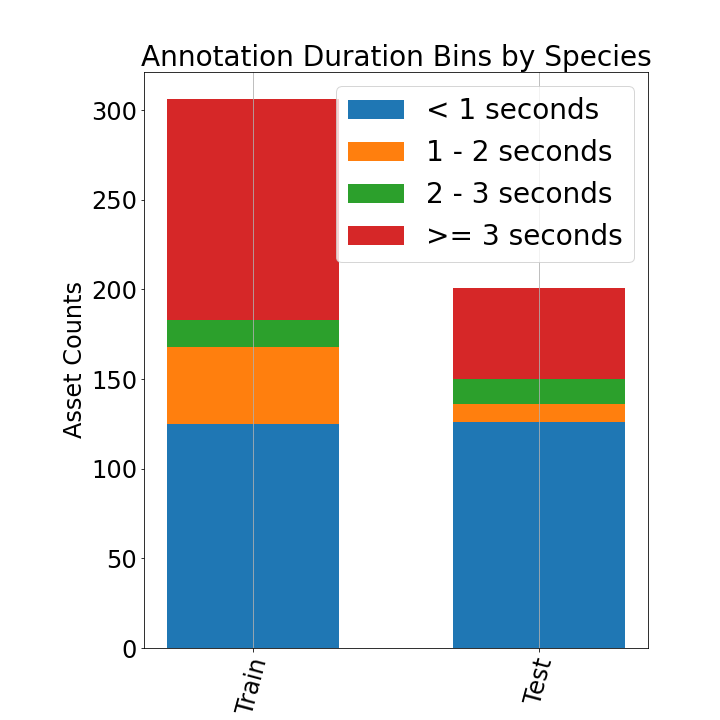 Annotation Duration Bins by Species
< 1 seconds
1 - 2 seconds
2 - 3 seconds
>= 3 seconds
Asset Counts
300
250
200
150
100
50
0
Train
Test